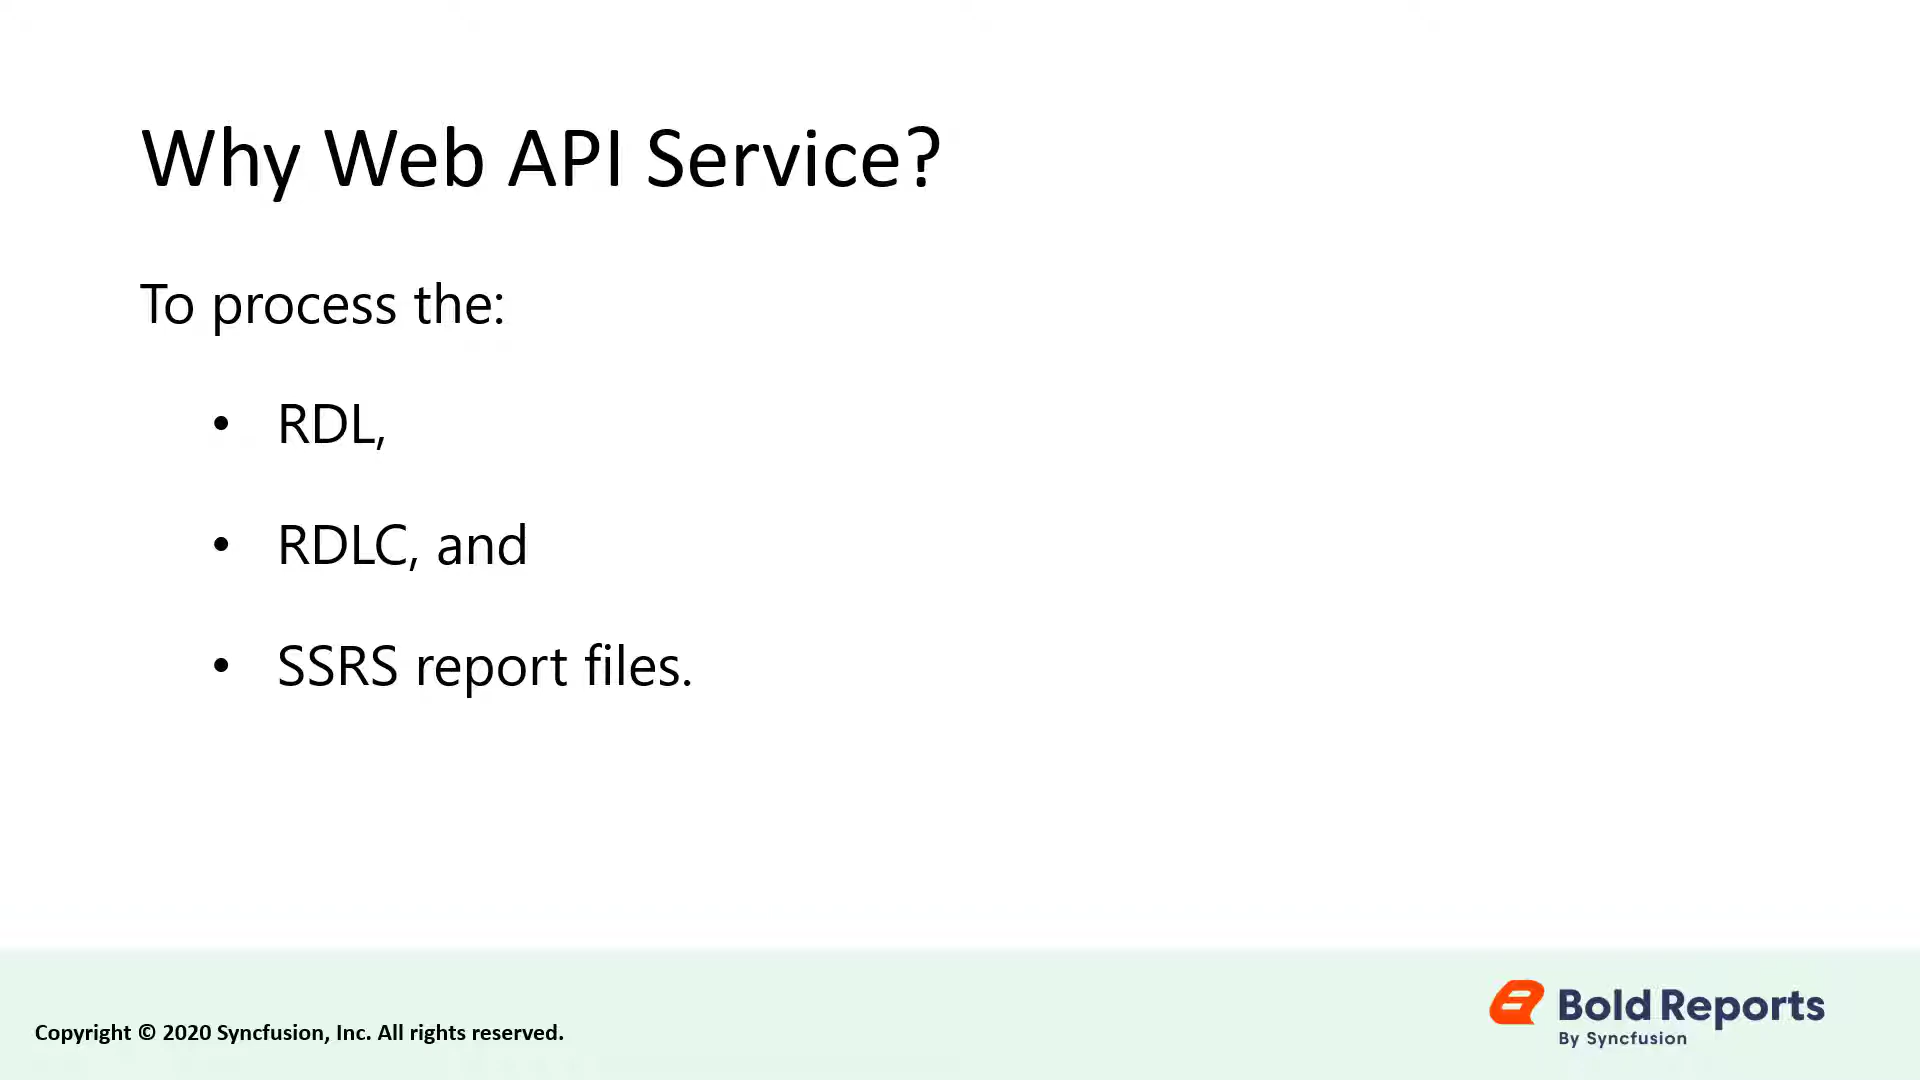 Why Web API Service?
To process the:
• RDL,
• RDLC, and
• SSRS report files.
Copyright © 2020 Syncfusion, Inc. All rights reserved.
Bold Reports
By Syncfusion